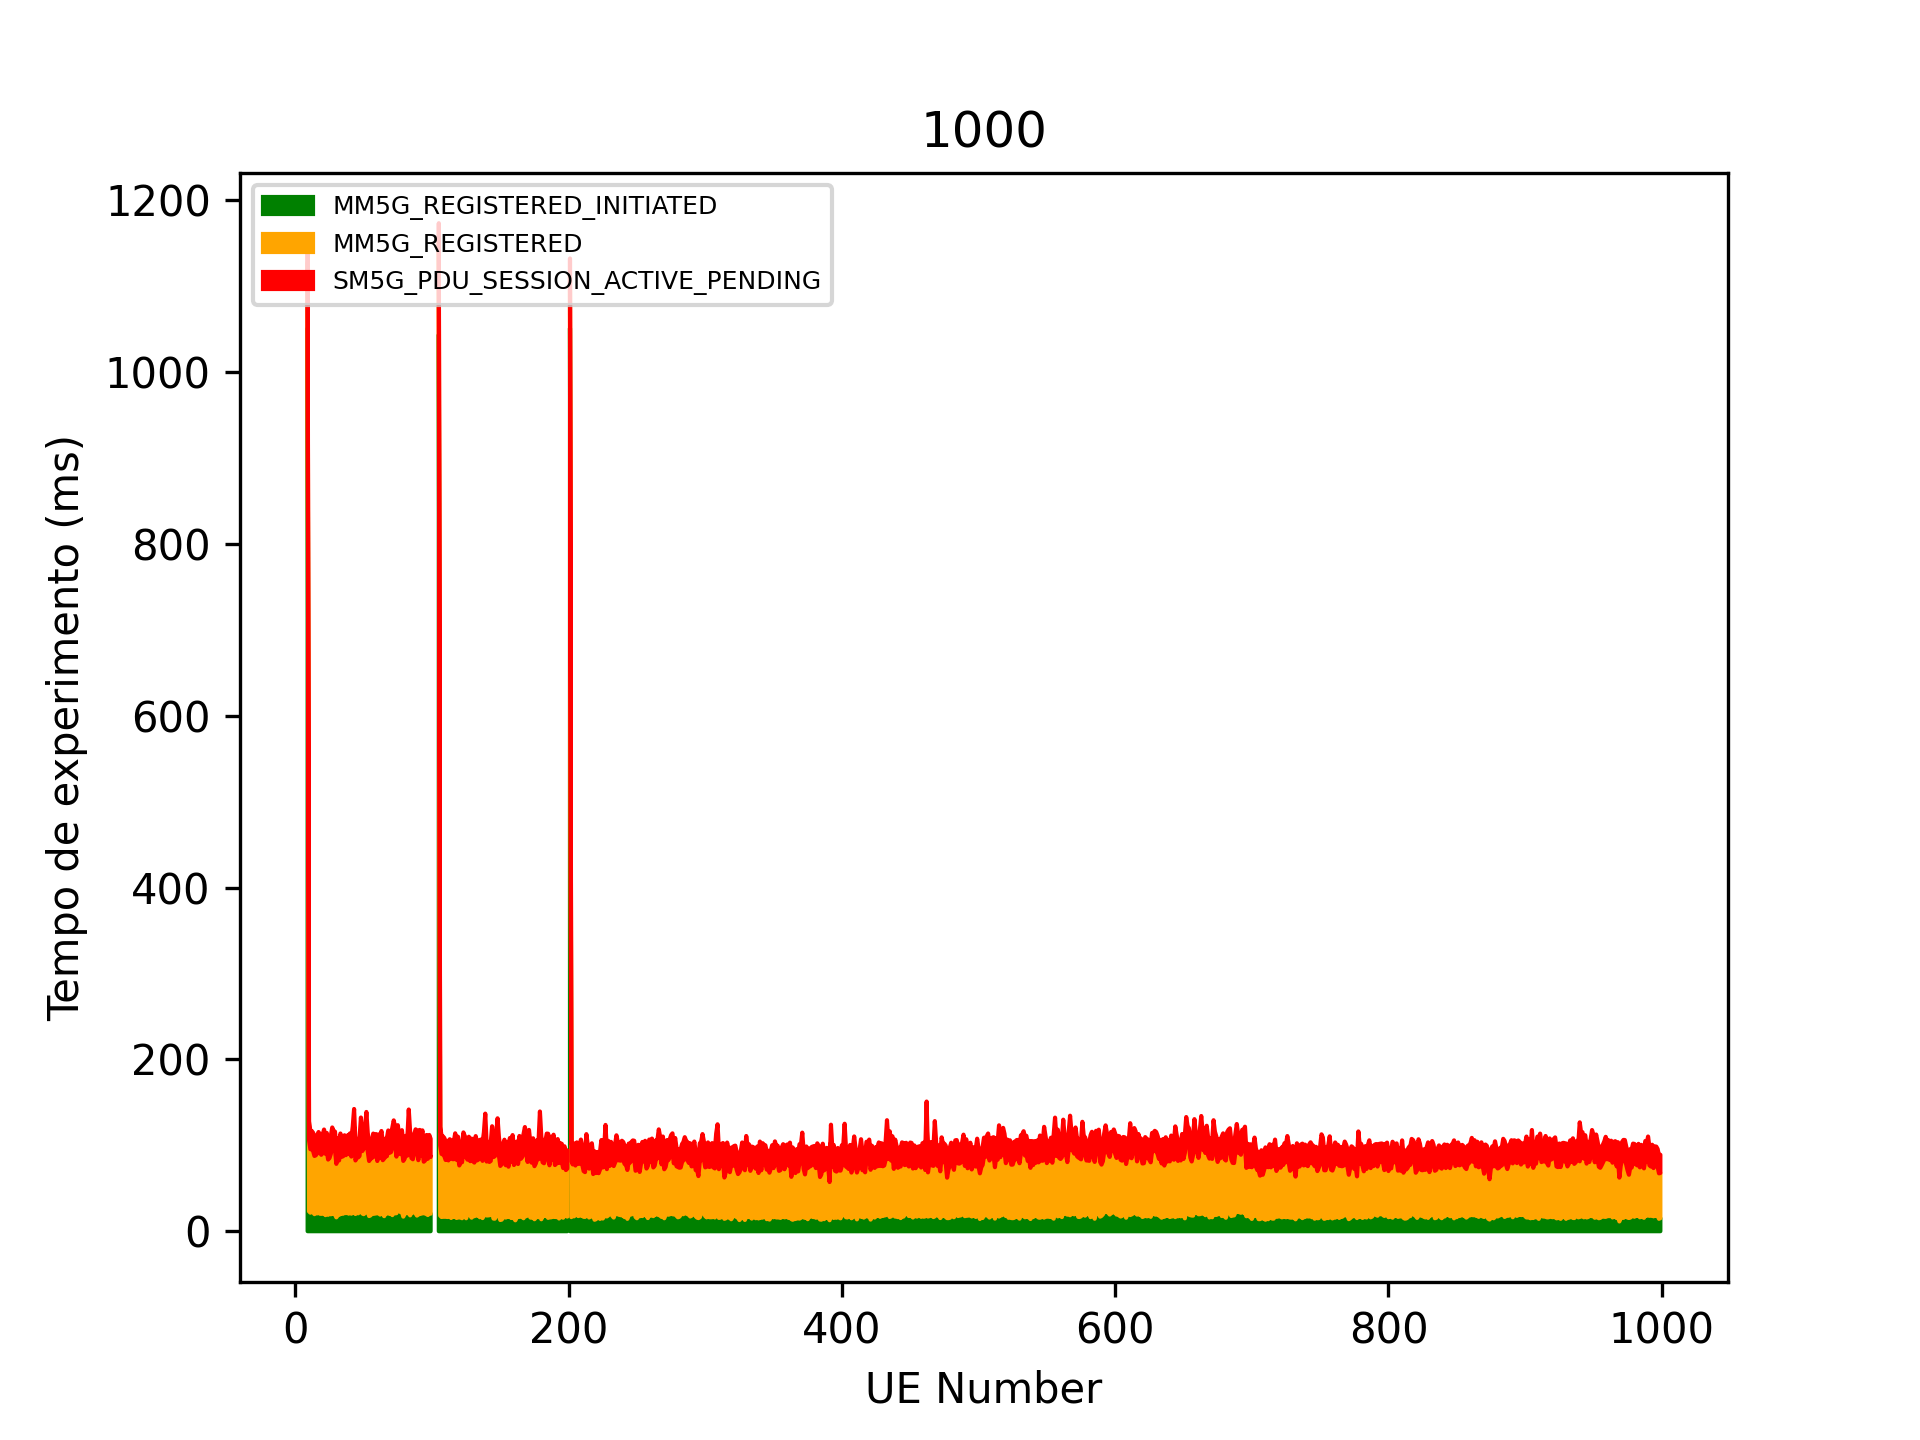 1000
MM5G_REGISTERED_INITIATED
MM5G_REGISTERED
SM5G_PDU_SESSION_ACTIVE_PENDING
Tempo de experimento (ms)
1200
1000
800
600
400
200
0
0 200 400 600 800 1000
UE Number